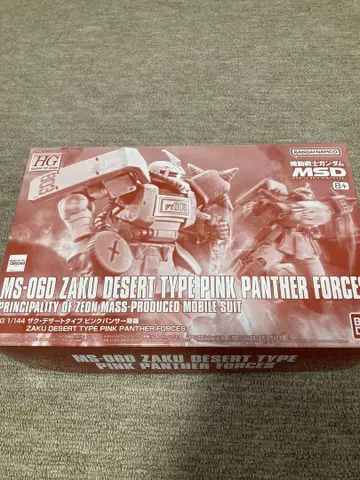 HG
BANDAI NAMCO
機動戦士ガンダム
MSD
8+
MS-06D ZAKU DESERT TYPE PINK PANTHER FORCES
PRINCIPALITY OF ZEON MASS-PRODUCED MOBILE SUIT
G 1/144 ザク・デザートタイプ ピンクパンサー隊機
ZAKU DESERT TYPE PINK PANTHER FORCES
MS-06D ZAKU DESERT TYPE
PINK PANTHER FORCES